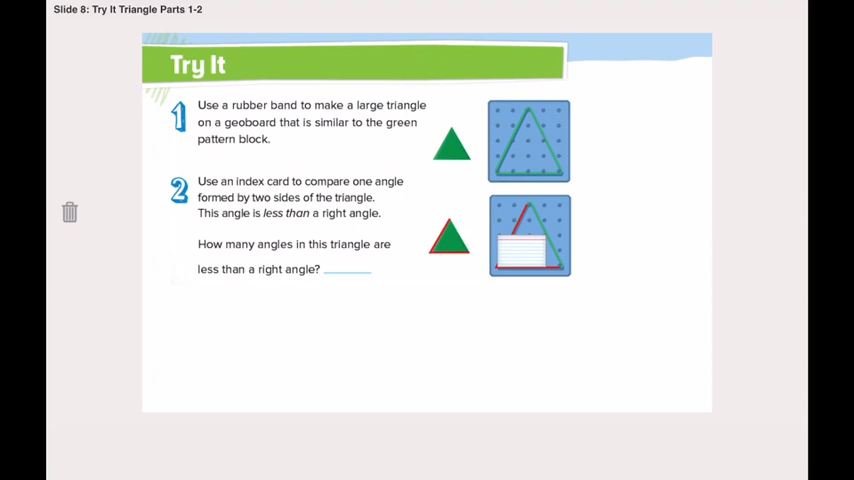 Slide 8: Try It Triangle Parts 1-2
Try It
1
Use a rubber band to make a large triangle
on a geoboard that is similar to the green
pattern block.
2
Use an index card to compare one angle
formed by two sides of the triangle.
This angle is less than a right angle.
How many angles in this triangle are
less than a right angle? ________